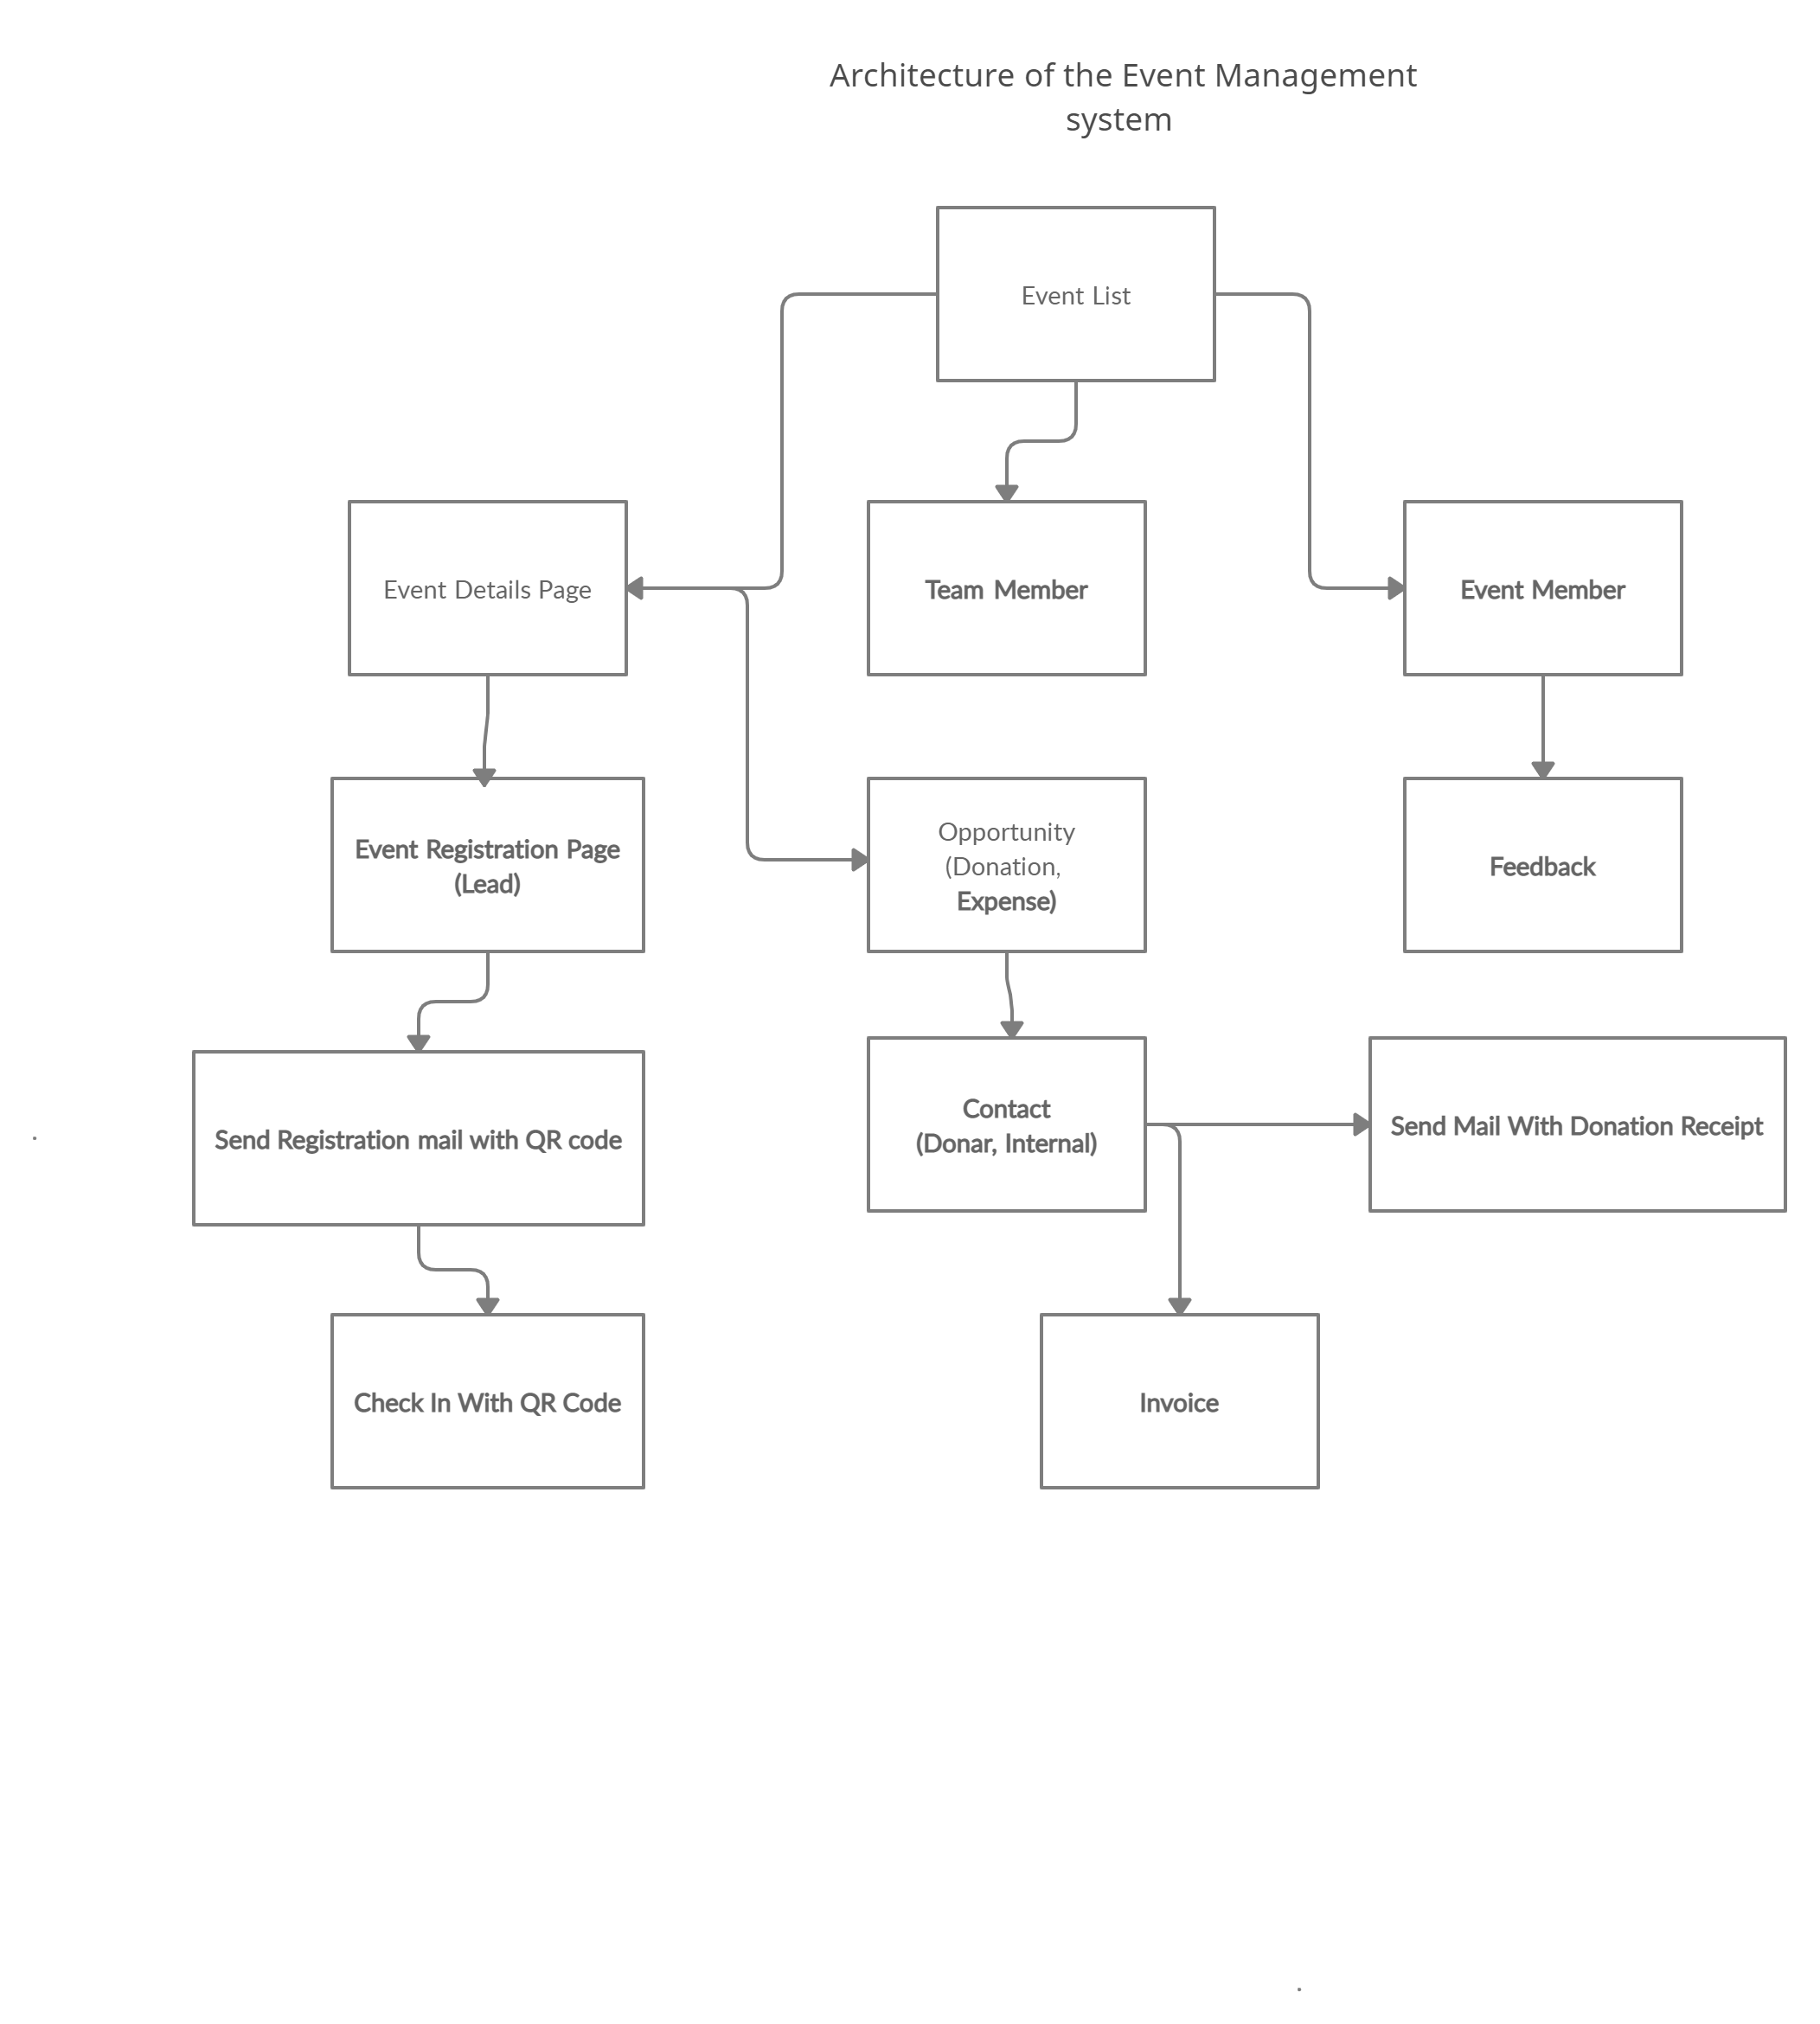 Architecture of the Event Management
system
Event List
Event Details Page
Team Member
Event Member
Event Registration Page
(Lead)
Opportunity
(Donation,
Expense)
Feedback
Send Registration mail with QR code
Contact
(Donar, Internal)
Send Mail With Donation Receipt
Check In With QR Code
Invoice